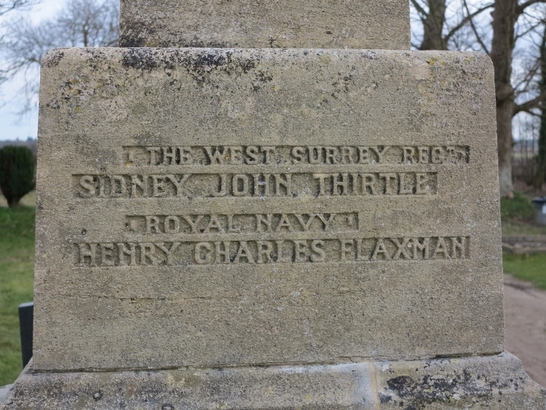 THE WEST SURREY REGT
SIDNEY JOHN THIRTLE
ROYAL NAVY
HENRY CHARLES FLAXMAN